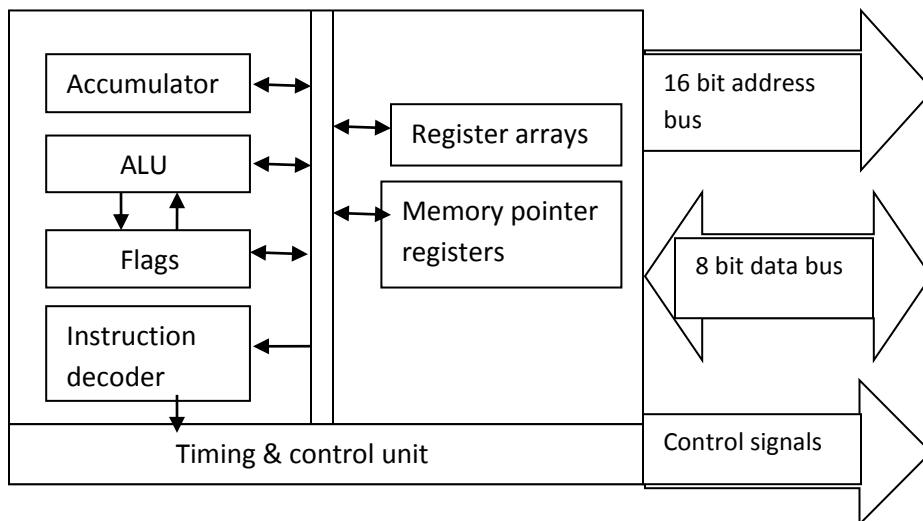 Accumulator
ALU
Flags
Instruction
decoder
Register arrays
Memory pointer
registers
Timing & control unit
16 bit address
bus
8 bit data bus
Control signals